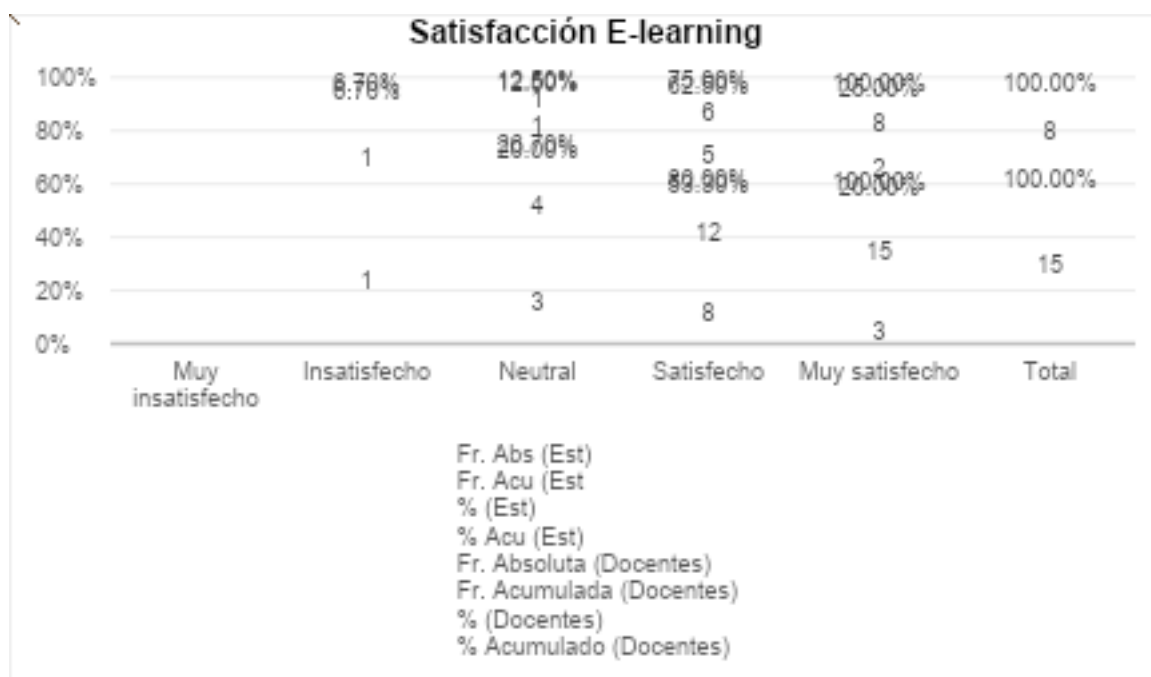 Satisfacción E-learning
100%
12.50%
100.00%
6
80%
1
8
8
1
1
5
2
60%
100.00%
4
40%
12
15
15
20%
1
3
8
3
0%
Muy insatisfecho
Insatisfecho
Neutral
Satisfecho
Muy satisfecho
Total
Fr. Abs (Est)
Fr. Acu (Est
% (Est)
% Acu (Est)
Fr. Absoluta (Docentes)
Fr. Acumulada (Docentes)
% (Docentes)
% Acumulado (Docentes)